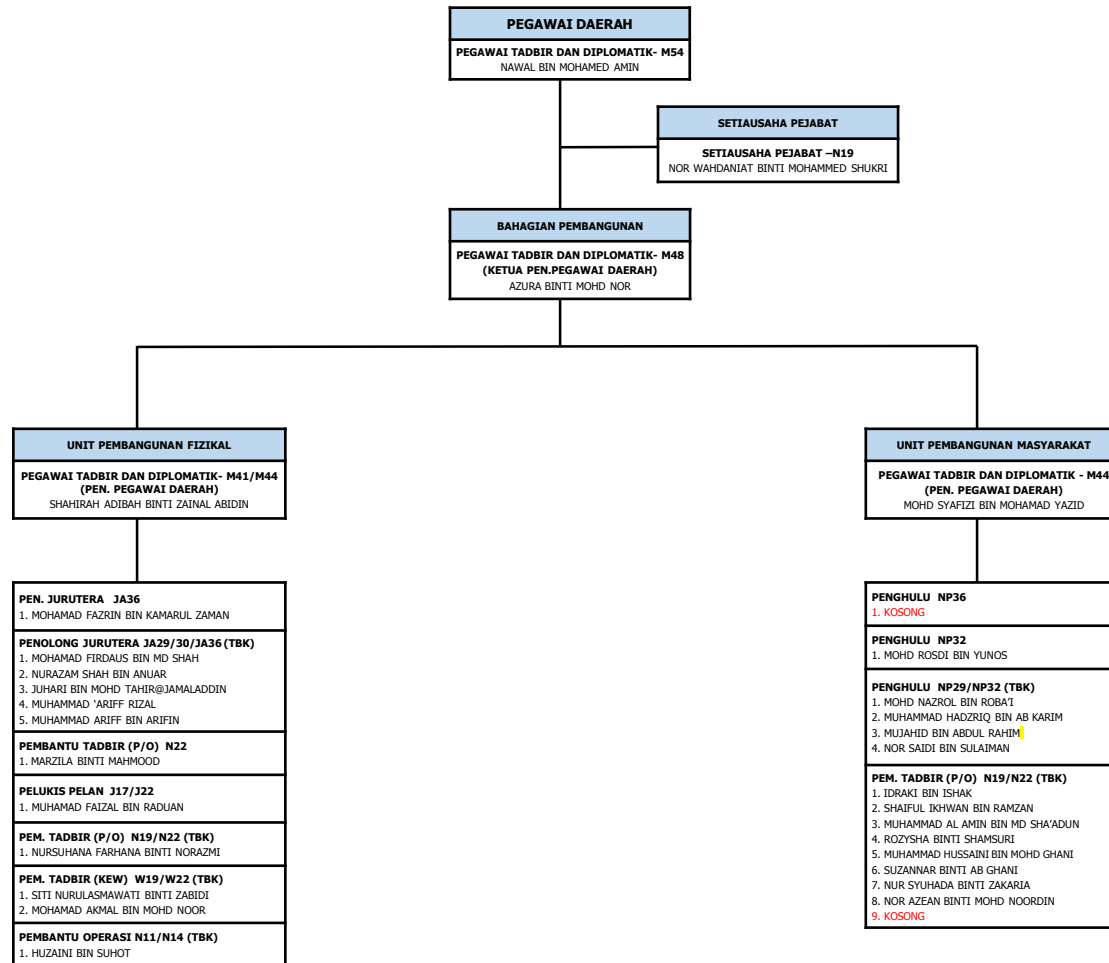 PEGAWAI DAERAH
PEGAWAI TADBIR DAN DIPLOMATIK- M54
NAWAL BIN MOHAMED AMIN
SETIAUSAHA PEJABAT
SETIAUSAHA PEJABAT –N19
NOR WAHDANIAT BINTI MOHAMMED SHUKRI
BAHAGIAN PEMBANGUNAN
PEGAWAI TADBIR DAN DIPLOMATIK- M48
(KETUA PEN.PEGAWAI DAERAH)
AZURA BINTI MOHD NOR
UNIT PEMBANGUNAN FIZIKAL
PEGAWAI TADBIR DAN DIPLOMATIK- M41/M44
(PEN. PEGAWAI DAERAH)
SHAHIRAH ADIBAH BINTI ZAINAL ABIDIN
PEN. JURUTERA JA36
1. MOHAMAD FAZRIN BIN KAMARUL ZAMAN
PENOLONG JURUTERA JA29/30/JA36 (TBK)
1. MOHAMAD FIRDAUS BIN MD SHAH
2. NURAZAM SHAH BIN ANUAR
3. JUHARI BIN MOHD TAHIR@JAMALADDIN
4. MUHAMMAD ‘ARIFF RIZAL
5. MUHAMMAD ARIFF BIN ARIFIN
PEMBANTU TADBIR (P/O) N22
1. MARZILA BINTI MAHMOOD
PELUKIS PELAN J17/J22
1. MUHAMAD FAIZAL BIN RADUAN
PEM. TADBIR (P/O) N19/N22 (TBK)
1. NURSUHANA FARHANA BINTI NORAZMI
PEM. TADBIR (KEW) W19/W22 (TBK)
1. SITI NURULASMAWATI BINTI ZABIDI
2. MOHAMAD AKMAL BIN MOHD NOOR
PEMBANTU OPERASI N11/N14 (TBK)
1. HUZAINI BIN SUHOT
UNIT PEMBANGUNAN MASYARAKAT
PEGAWAI TADBIR DAN DIPLOMATIK - M44
(PEN. PEGAWAI DAERAH)
MOHD SYAFIZI BIN MOHAMAD YAZID
PENGHULU NP36
1. KOSONG
PENGHULU NP32
1. MOHD ROSDI BIN YUNOS
PENGHULU NP29/NP32 (TBK)
1. MOHD NAZROL BIN ROBA’I
2. MUHAMMAD HADZRIQ BIN AB KARIM
3. MUJAHID BIN ABDUL RAHIM
4. NOR SAIDI BIN SULAIMAN
PEM. TADBIR (P/O) N19/N22 (TBK)
1. IDRAKI BIN ISHAK
2. SHAIFUL IKHWAN BIN RAMZAN
3. MUHAMMAD AL AMIN BIN MD SHA’ADUN
4. ROZYSHA BINTI SHAMSURI
5. MUHAMMAD HUSSAINI BIN MOHD GHANI
6. SUZANNAR BINTI AB GHANI
7. NUR SYUHADA BINTI ZAKARIA
8. NOR AZEAN BINTI MOHD NOORDIN
9. KOSONG